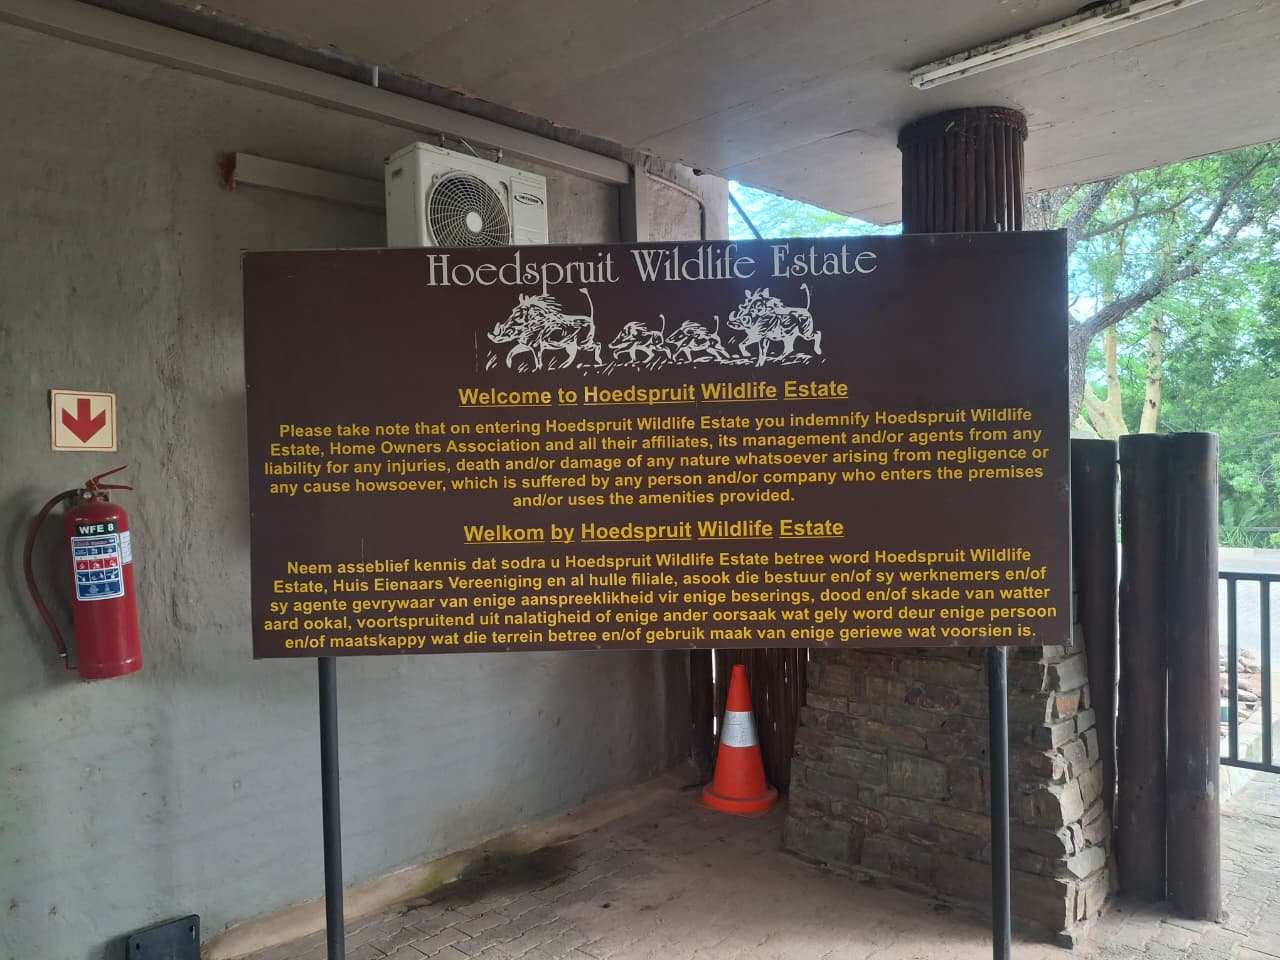 Hoedspruit Wildlife Estate
Welcome to Hoedspruit Wildlife Estate
Please take note that on entering Hoedspruit Wildlife Estate you indemnify Hoedspruit Wildlife
Estate, Home Owners Association and all their affiliates, its management and/or agents from any
liability for any injuries, death and/or damage of any nature whatsoever arising from negligence or
any cause howsoever, which is suffered by any person and/or company who enters the premises
and/or uses the amenities provided.
Welkom by Hoedspruit Wildlife Estate
Neem asseblief kennis dat sodra u Hoedspruit Wildlife Estate betree word Hoedspruit Wildlife
Estate, Huis Eienaars Vereeniging en al hulle filiale, asook die bestuur en/of sy werknemers en/of
sy agente gevrywaar van enige aanspreeklikheid vir enige beserings, dood en/of skade van watter
aard ookal, voortspruitend uit nalatigheid of enige ander oorsaak wat gely word deur enige persoon
en/of maatskappy wat die terrein betree en/of gebruik maak van enige geriewe wat voorsien is.
WFE 8